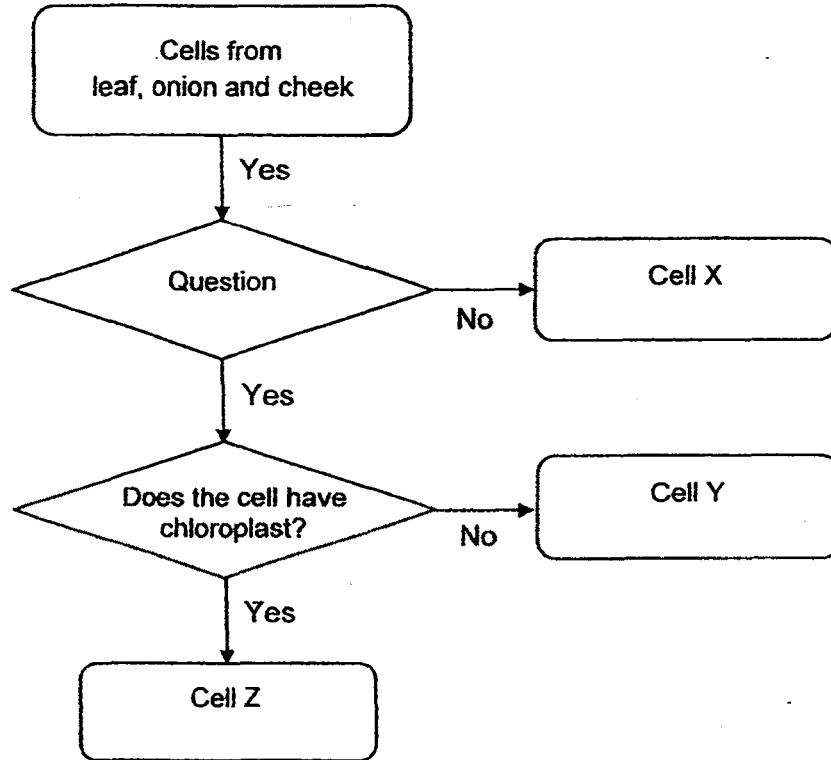 Cells from
leaf, onion and cheek
Yes
Question
No
Cell X
Yes
Does the cell have
chloroplast?
No
Cell Y
Yes
Cell Z